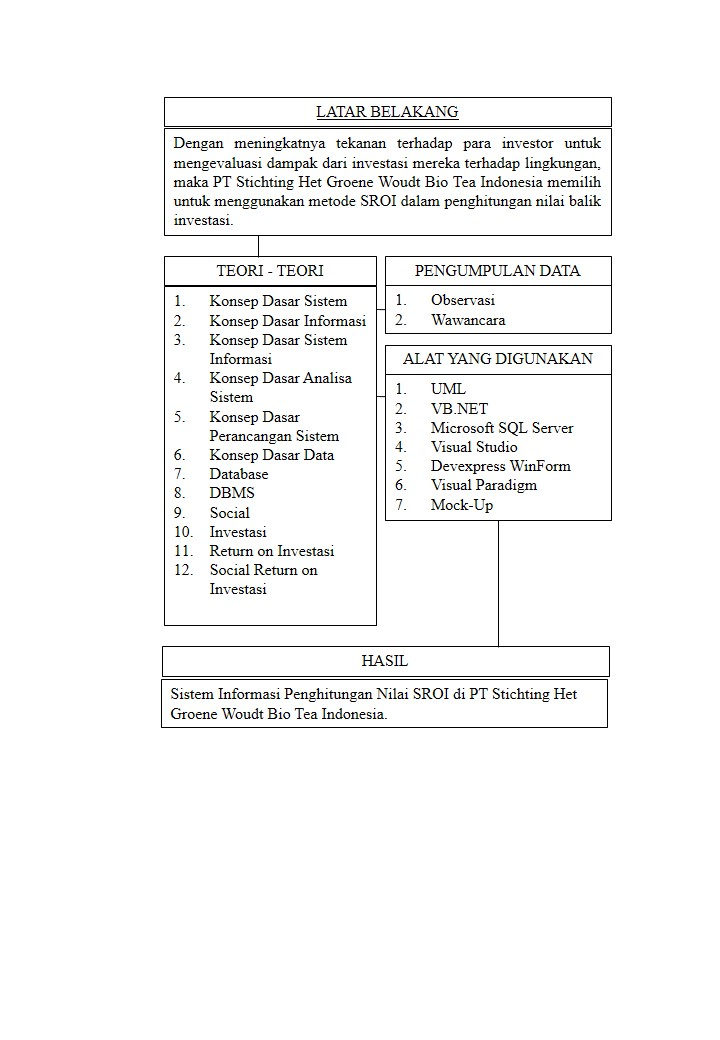 LATAR BELAKANG
Dengan meningkatnya tekanan terhadap para investor untuk
mengevaluasi dampak dari investasi mereka terhadap lingkungan,
maka PT Stichting Het Groene Woudt Bio Tea Indonesia memilih
untuk menggunakan metode SROI dalam penghitungan nilai balik
investasi.
TEORI - TEORI
1. Konsep Dasar Sistem
2. Konsep Dasar Informasi
3. Konsep Dasar Sistem
Informasi
4. Konsep Dasar Analisa
Sistem
5. Konsep Dasar
Perancangan Sistem
6. Konsep Dasar Data
7. Database
8. DBMS
9. Social
10. Investasi
11. Return on Investasi
12. Social Return on
Investasi
PENGUMPULAN DATA
1. Observasi
2. Wawancara
ALAT YANG DIGUNAKAN
1. UML
2. VB.NET
3. Microsoft SQL Server
4. Visual Studio
5. Devexpress WinForm
6. Visual Paradigm
7. Mock-Up
HASIL
Sistem Informasi Penghitungan Nilai SROI di PT Stichting Het
Groene Woudt Bio Tea Indonesia.